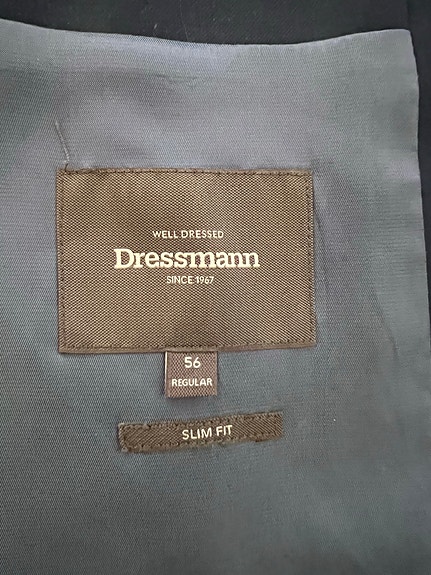 WELL DRESSED
Dressmann
SINCE 1967
56
REGULAR
SLIM FIT